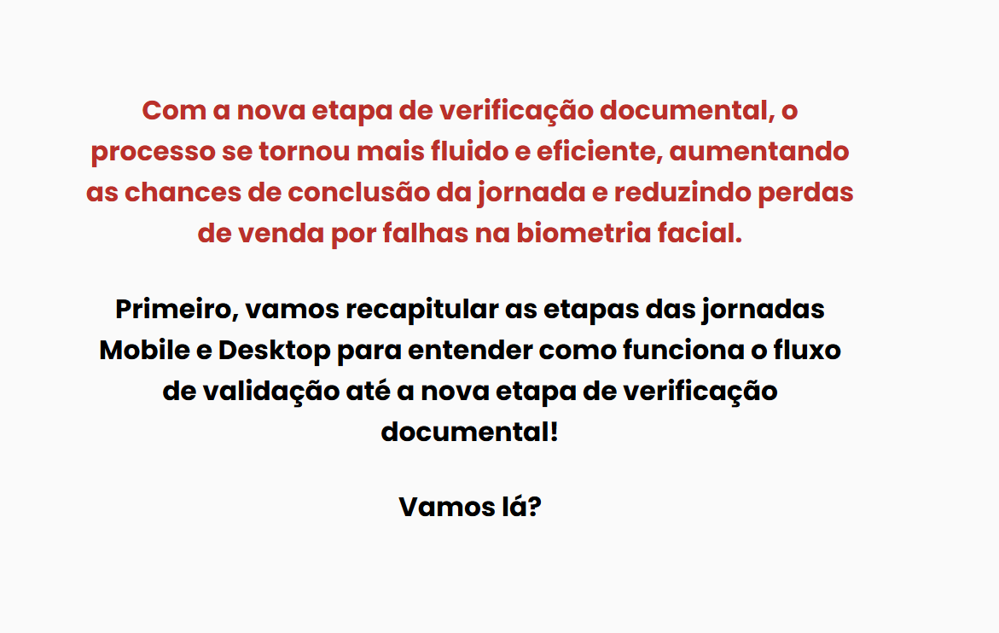 Com a nova etapa de verificação documental, o
processo se tornou mais fluido e eficiente, aumentando
as chances de conclusão da jornada e reduzindo perdas
de venda por falhas na biometria facial.
Primeiro, vamos recapitular as etapas das jornadas
Mobile e Desktop para entender como funciona o fluxo
de validação até a nova etapa de verificação
documental!
Vamos lá?